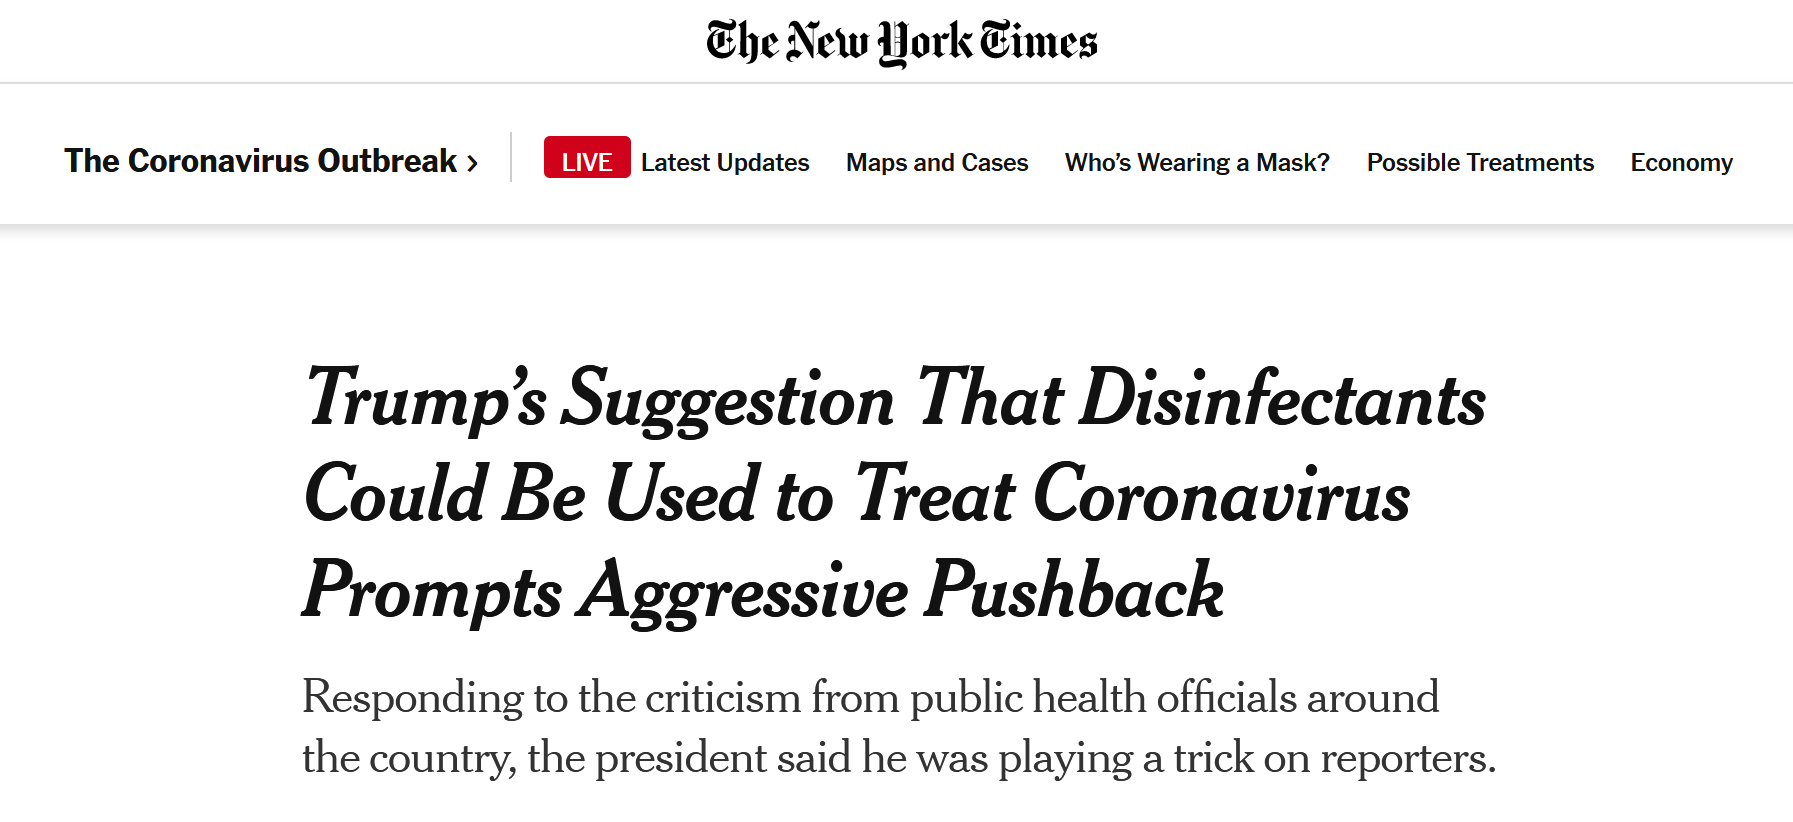 The New York Times
The Coronavirus Outbreak › LIVE Latest Updates Maps and Cases Who’s Wearing a Mask? Possible Treatments Economy
Trump’s Suggestion That Disinfectants
Could Be Used to Treat Coronavirus
Prompts Aggressive Pushback
Responding to the criticism from public health officials around
the country, the president said he was playing a trick on reporters.